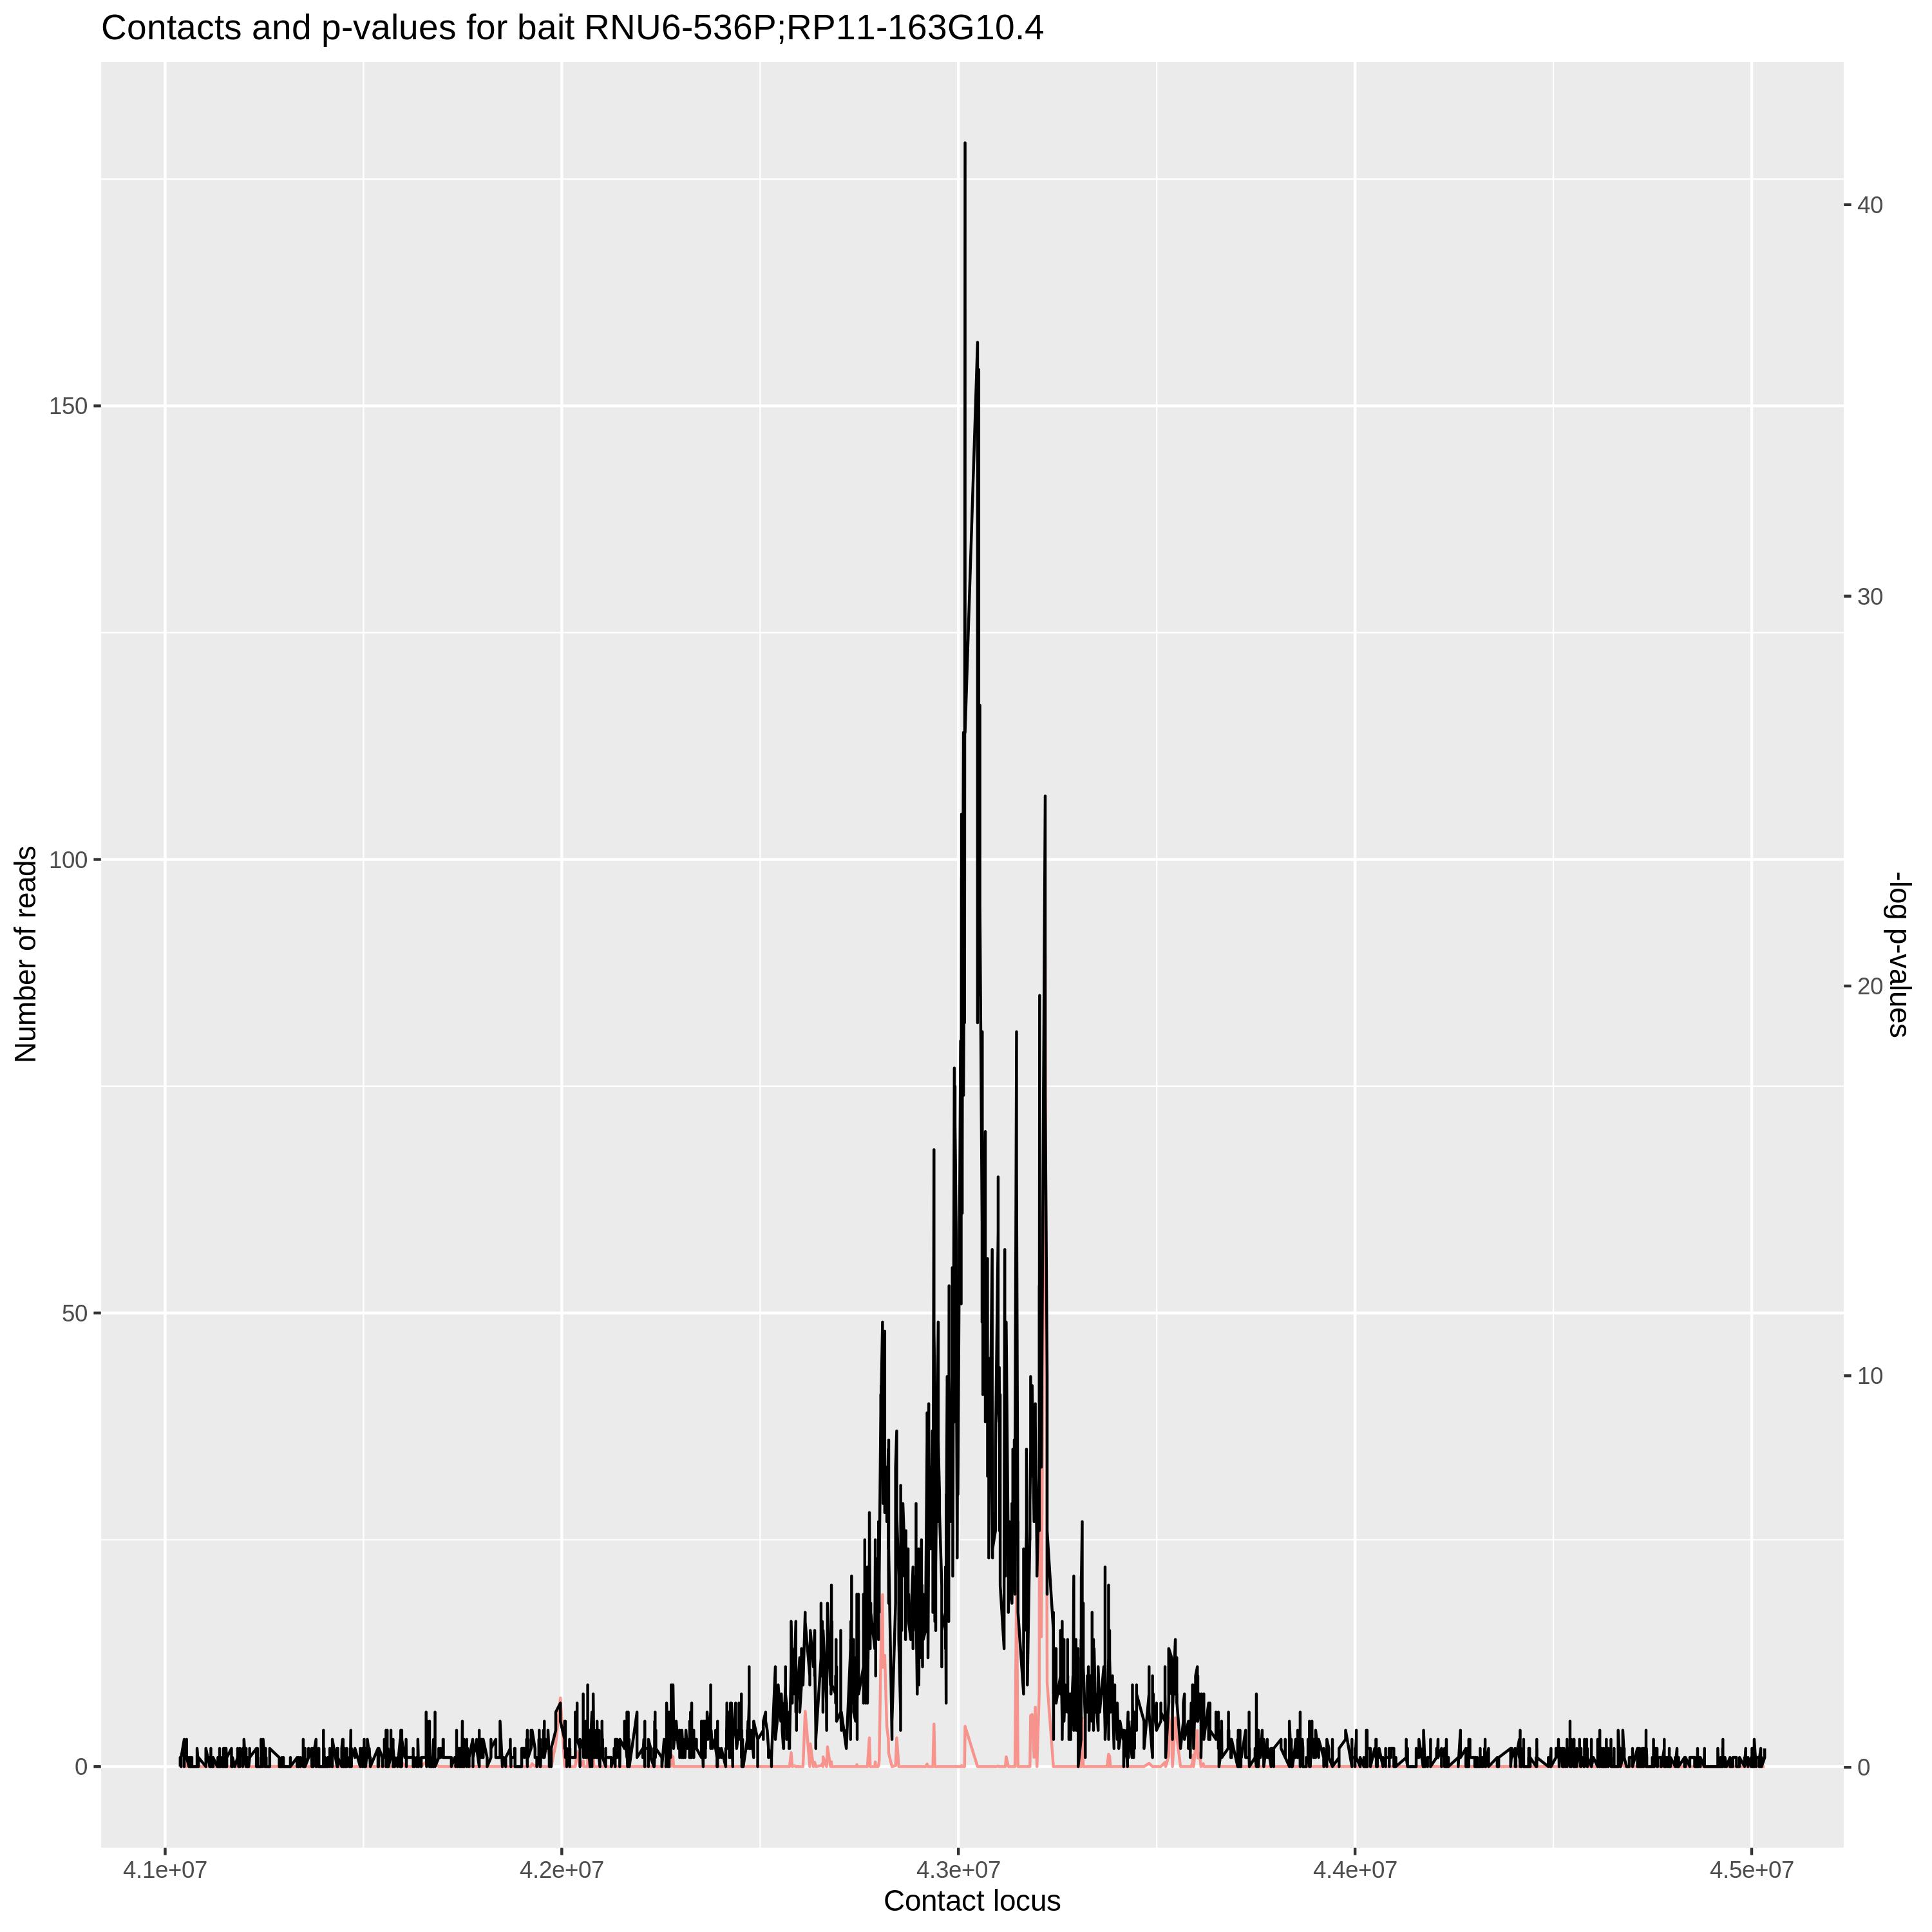 Contacts and p-values for bait RNU6-536P;RP11-163G10.4
150
100
50
0
Number of reads
40
30
20
10
0
-log p-values
4.1e+07 4.2e+07 4.3e+07 4.4e+07 4.5e+07
Contact locus